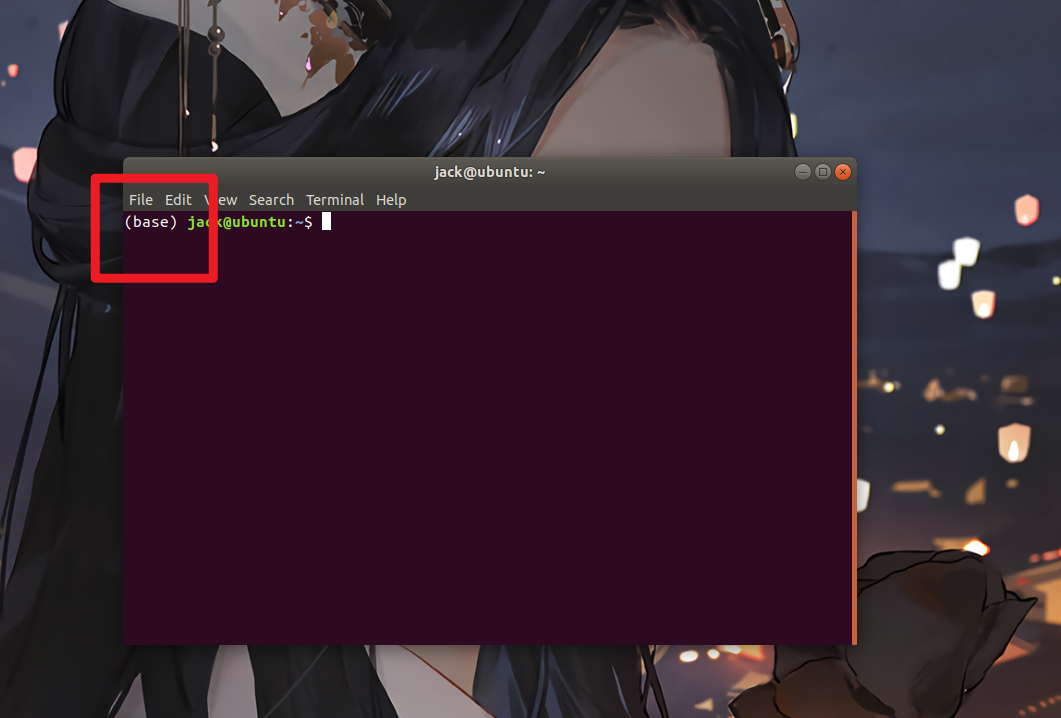 jack@ubuntu: ~
File Edit View Search Terminal Help
(base) jack@ubuntu:~$